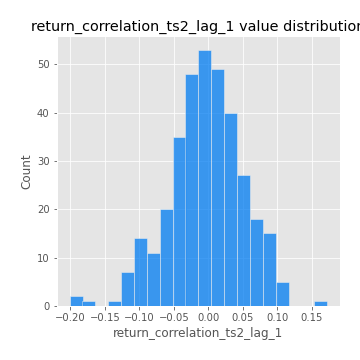 return_correlation_ts2_lag_1 value distribution
50
40
30
20
10
0
Count
−0.20 −0.15 −0.10 −0.05 0.00 0.05 0.10 0.15
return_correlation_ts2_lag_1